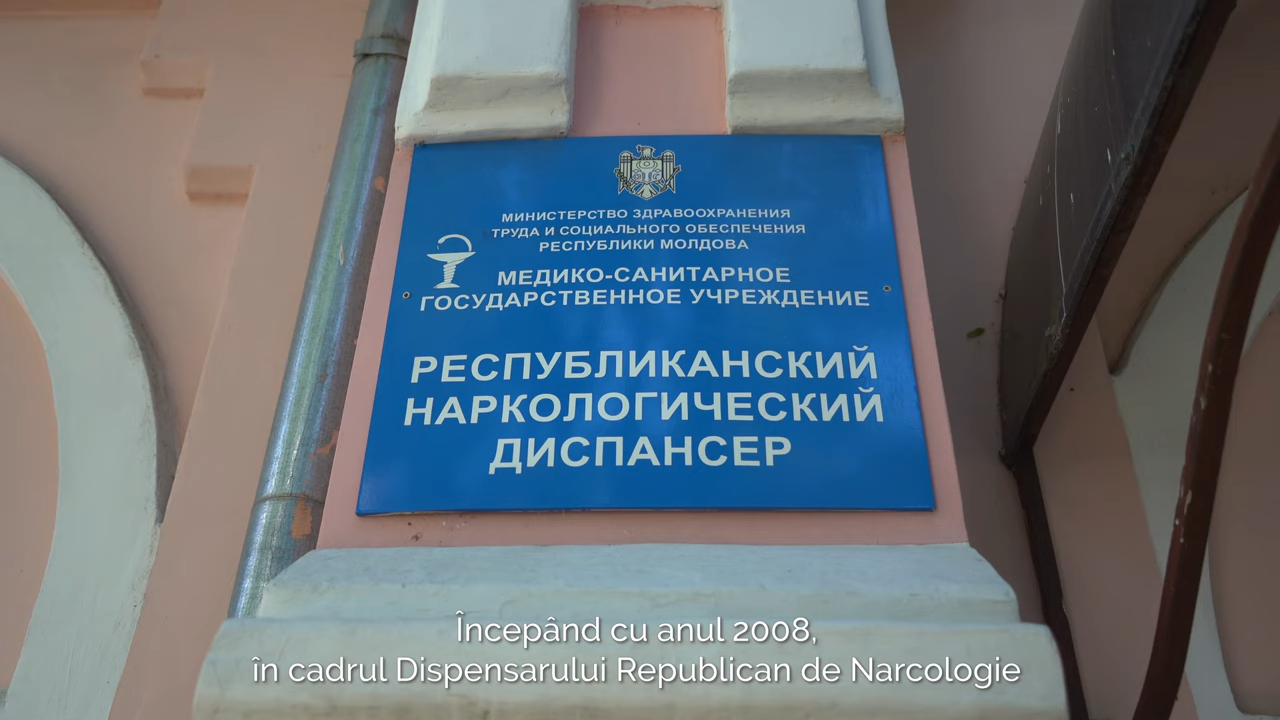 МИНИСТЕРСТВО ЗДРАВООХРАНЕНИЯ
ТРУДА И СОЦИАЛЬНОГО ОБЕСПЕЧЕНИЯ
РЕСПУБЛИКИ МОЛДОВА
МЕДИКО-САНИТАРНОЕ
ГОСУДАРСТВЕННОЕ УЧРЕЖДЕНИЕ
РЕСПУБЛИКАНСКИЙ
НАРКОЛОГИЧЕСКИЙ
ДИСПАНСЕР
Începând cu anul 2008,
în cadrul Dispensarului Republican de Narcologie